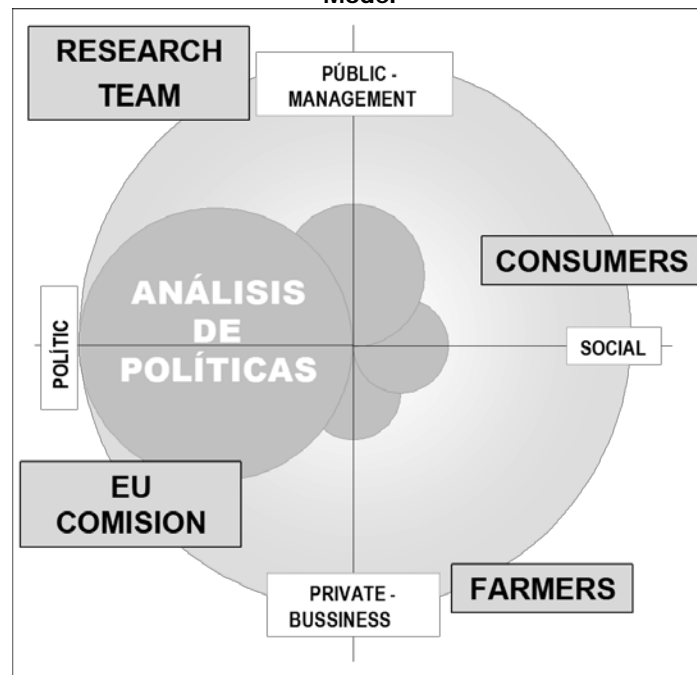 Model
RESEARCH
TEAM
PÚBLIC -
MANAGEMENT
CONSUMERS
ANÁLISIS
DE
POLÍTICAS
POLÍTIC
SOCIAL
EU
COMISION
PRIVATE -
BUSSINESS
FARMERS